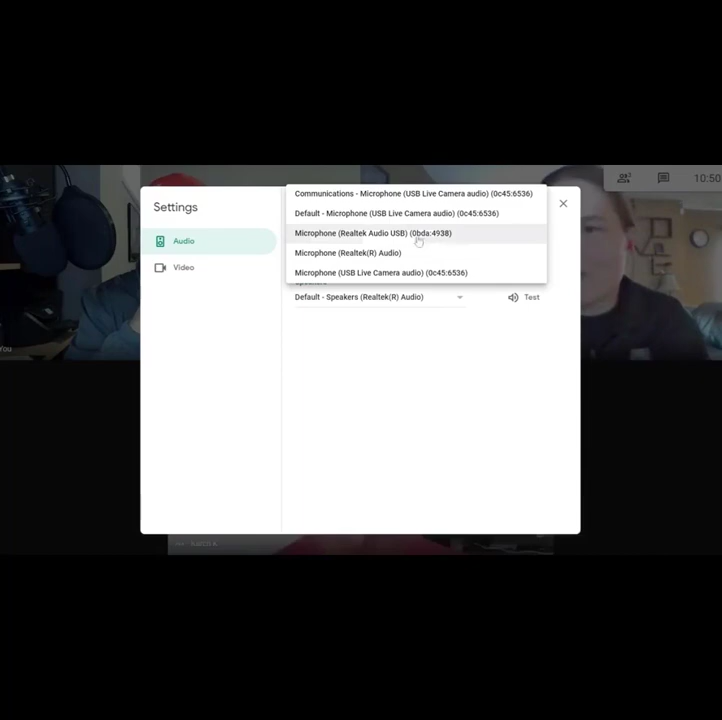 10:50
Settings
Communications - Microphone (USB Live Camera audio) (0c45:6536)
Default - Microphone (USB Live Camera audio) (0c45:6536)
Audio
Microphone (Realtek Audio USB) (0bda:4938)
Microphone (Realtek(R) Audio)
Video
Microphone (USB Live Camera audio) (0c45:6536)
Speakers
Default - Speakers (Realtek(R) Audio)
Test
You